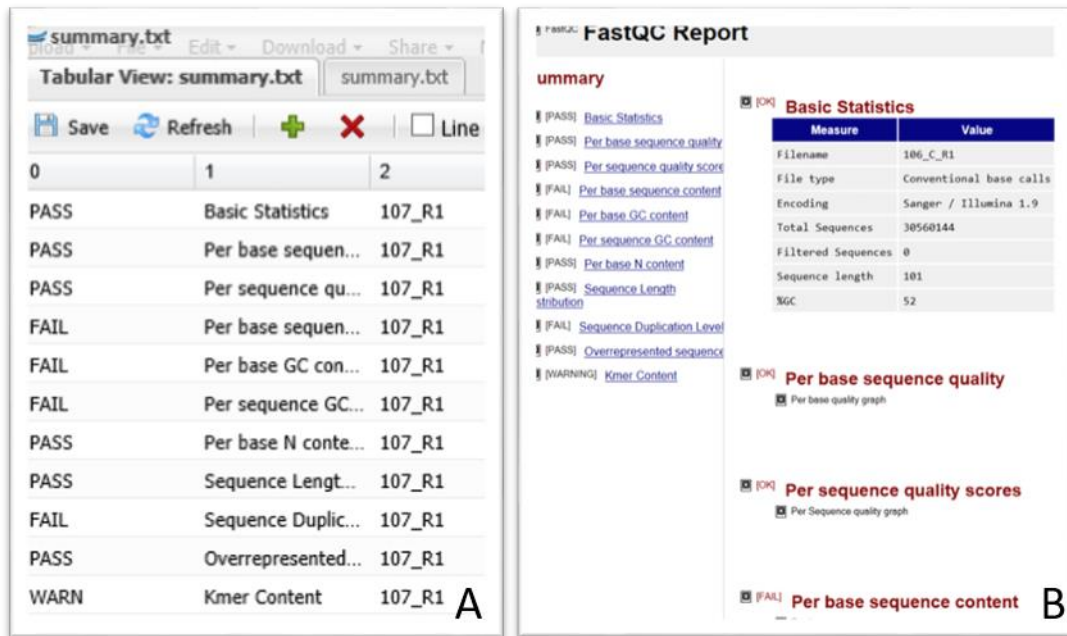 summary.txt
Edit Download Share
Tabular View: summary.txt summary.txt
Save Refresh Line
0 1 2
PASS Basic Statistics 107_R1
PASS Per base sequen... 107_R1
PASS Per sequence qu... 107_R1
FAIL Per base sequen... 107_R1
FAIL Per base GC con... 107_R1
FAIL Per sequence GC... 107_R1
PASS Per base N conte... 107_R1
PASS Sequence Lengt... 107_R1
FAIL Sequence Duplic... 107_R1
PASS Overrepresented... 107_R1
WARN Kmer Content 107_R1
A
FastQC FastQC Report
ummary
[PASS] Basic Statistics
[PASS] Per base sequence quality
[PASS] Per sequence quality score
[FAIL] Per base sequence content
[FAIL] Per base GC content
[FAIL] Per sequence GC content
[PASS] Per base N content
[PASS] Sequence Length
stribution
[FAIL] Sequence Duplication Level
[PASS] Overrepresented sequence
[WARNING] Kmer Content
[OK] Basic Statistics
Measure Value
Filename 106_C_R1
File type Conventional base calls
Encoding Sanger / Illumina 1.9
Total Sequences 30560144
Filtered Sequences 0
Sequence length 101
%GC 52
[OK] Per base sequence quality
Per base quality graph
[OK] Per sequence quality scores
Per Sequence quality graph
[FAIL] Per base sequence content
B